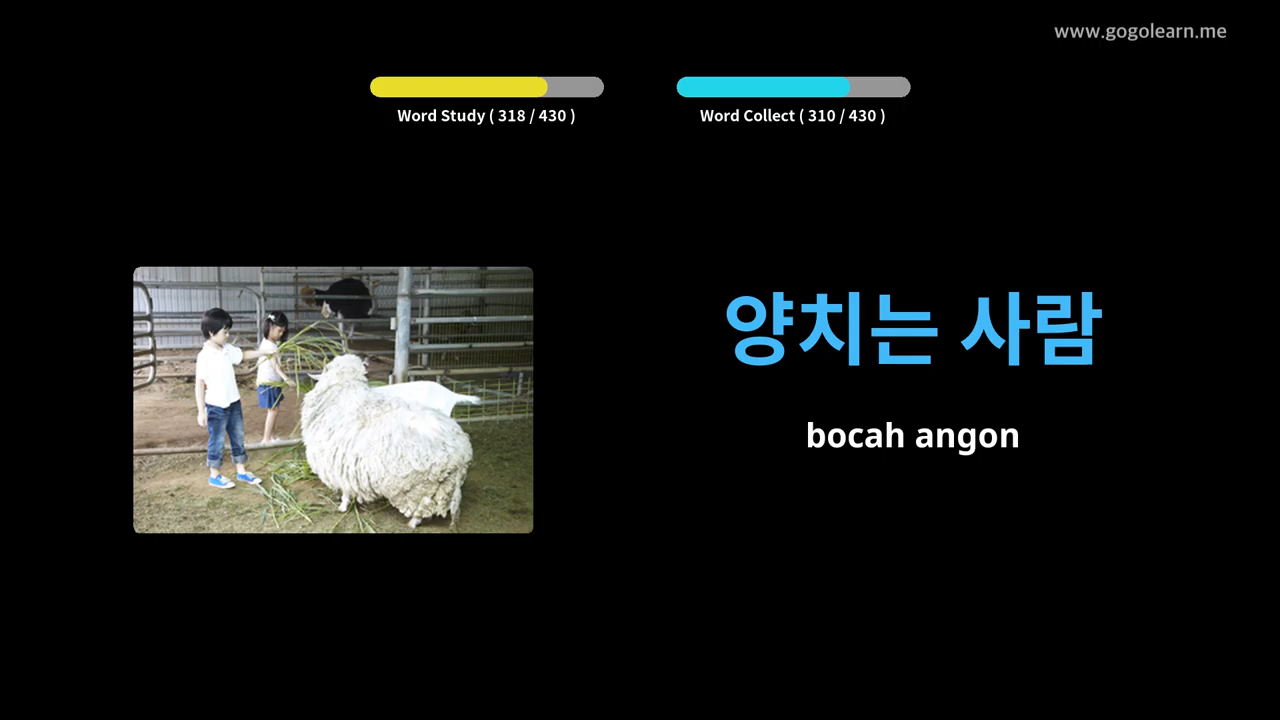 www.gogolearn.me
Word Study ( 318 / 430 )
Word Collect ( 310 / 430 )
양치는 사람
bocah angon